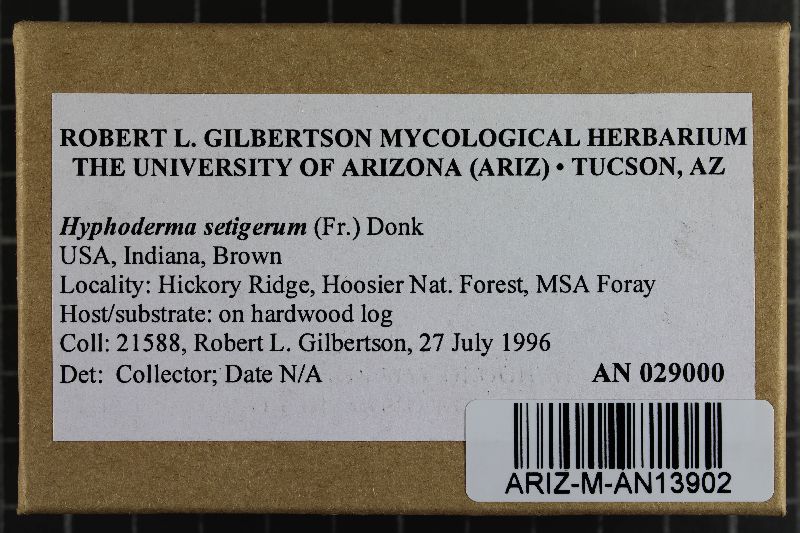 ROBERT L. GILBERTSON MYCOLOGICAL HERBARIUM
THE UNIVERSITY OF ARIZONA (ARIZ) • TUCSON, AZ
Hyphoderma setigerum (Fr.) Donk
USA, Indiana, Brown
Locality: Hickory Ridge, Hoosier Nat. Forest, MSA Foray
Host/substrate: on hardwood log
Coll: 21588, Robert L. Gilbertson, 27 July 1996
Det: Collector; Date N/A AN 029000
ARIZ-M-AN13902